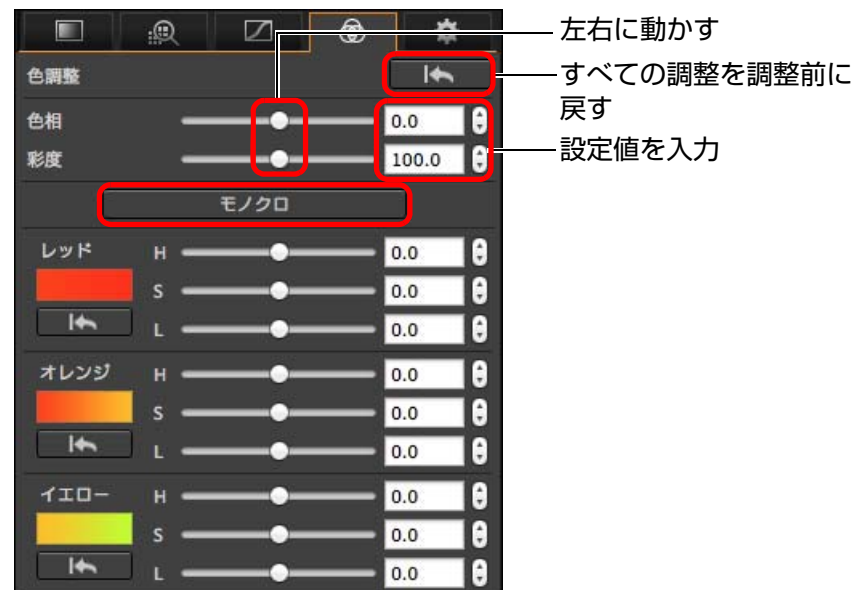 左右に動かす
色調整
すべての調整を調整前に
戻す
色相 0.0
彩度 100.0
設定値を入力
モノクロ
レッド H 0.0
S 0.0
L 0.0
オレンジ H 0.0
S 0.0
L 0.0
イエロー H 0.0
S 0.0
L 0.0